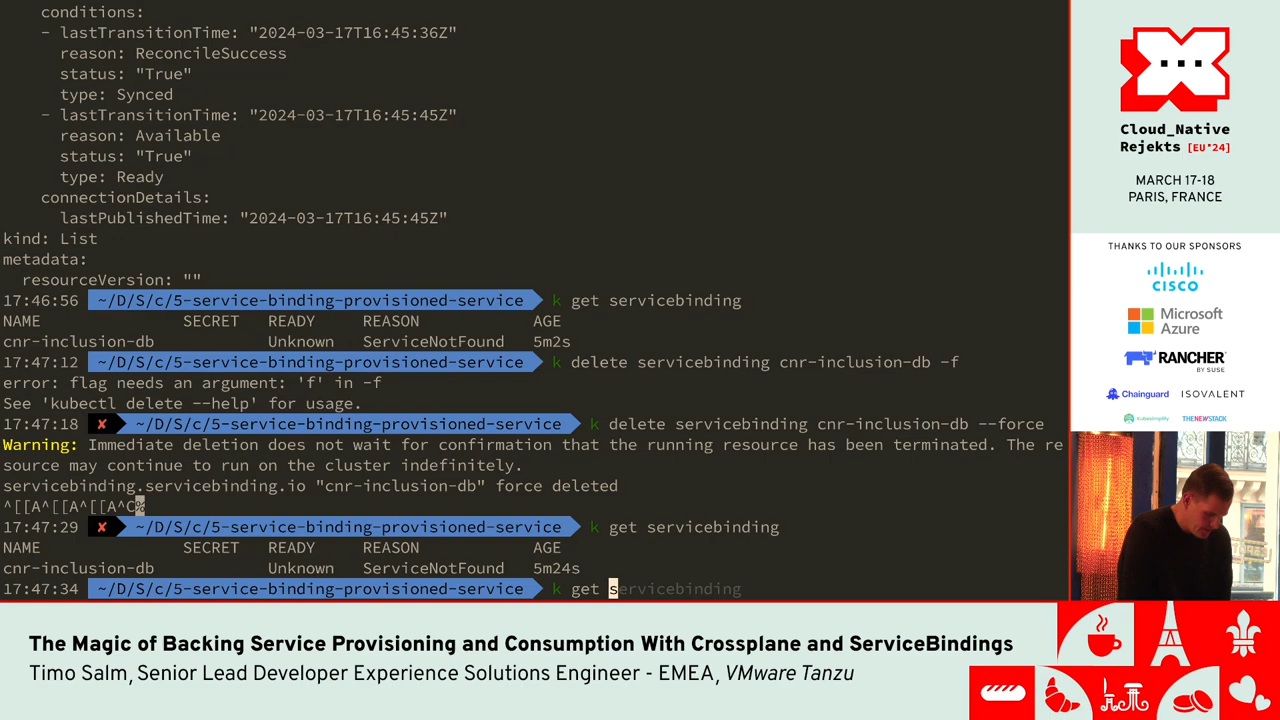 conditions:
- lastTransitionTime: "2024-03-17T16:45:36Z"
reason: ReconcileSuccess
status: "True"
type: Synced
- lastTransitionTime: "2024-03-17T16:45:45Z"
reason: Available
status: "True"
type: Ready
connectionDetails:
lastPublishedTime: "2024-03-17T16:45:45Z"
kind: List
metadata:
resourceVersion: ""
17:46:56 ~/D/S/c/5-service-binding-provisioned-service k get servicebinding
NAME SECRET READY REASON AGE
cnr-inclusion-db Unknown ServiceNotFound 5m2s
17:47:12 ~/D/S/c/5-service-binding-provisioned-service k delete servicebinding cnr-inclusion-db -f
error: flag needs an argument: 'f' in -f
See 'kubectl delete --help' for usage.
17:47:18 ✘ ~/D/S/c/5-service-binding-provisioned-service k delete servicebinding cnr-inclusion-db --force
Warning: Immediate deletion does not wait for confirmation that the running resource has been terminated. The re
source may continue to run on the cluster indefinitely.
servicebinding.servicebinding.io "cnr-inclusion-db" force deleted
^[[A^[[A^[[A^C%
17:47:29 ✘ ~/D/S/c/5-service-binding-provisioned-service k get servicebinding
NAME SECRET READY REASON AGE
cnr-inclusion-db Unknown ServiceNotFound 5m24s
17:47:34 ~/D/S/c/5-service-binding-provisioned-service k get servicebinding
Cloud_Native
Rejekts [EU'24]
MARCH 17-18
PARIS, FRANCE
THANKS TO OUR SPONSORS
CISCO
Microsoft
Azure
RANCHER
BY SUSE
Chainguard ISOVALENT
kubesimplify THENEWSTACK
The Magic of Backing Service Provisioning and Consumption With Crossplane and ServiceBindings
Timo Salm, Senior Lead Developer Experience Solutions Engineer - EMEA, VMware Tanzu